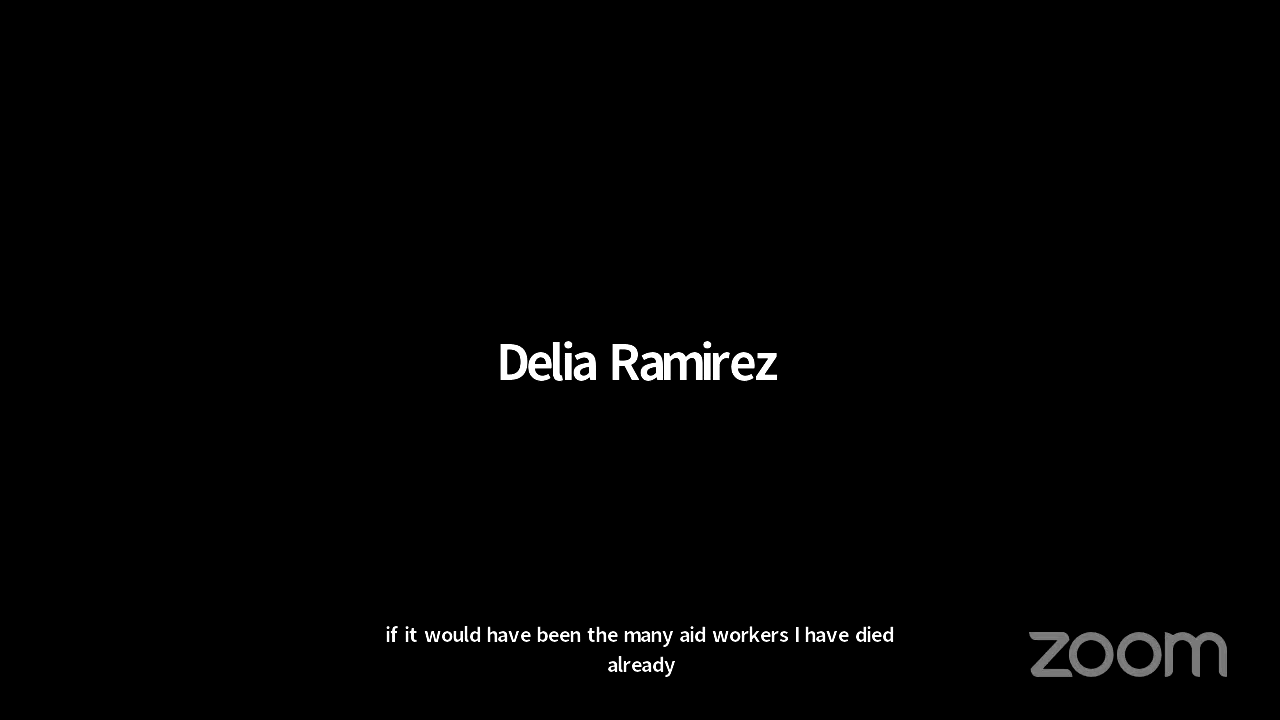 Delia Ramirez
if it would have been the many aid workers I have died
already
zoom